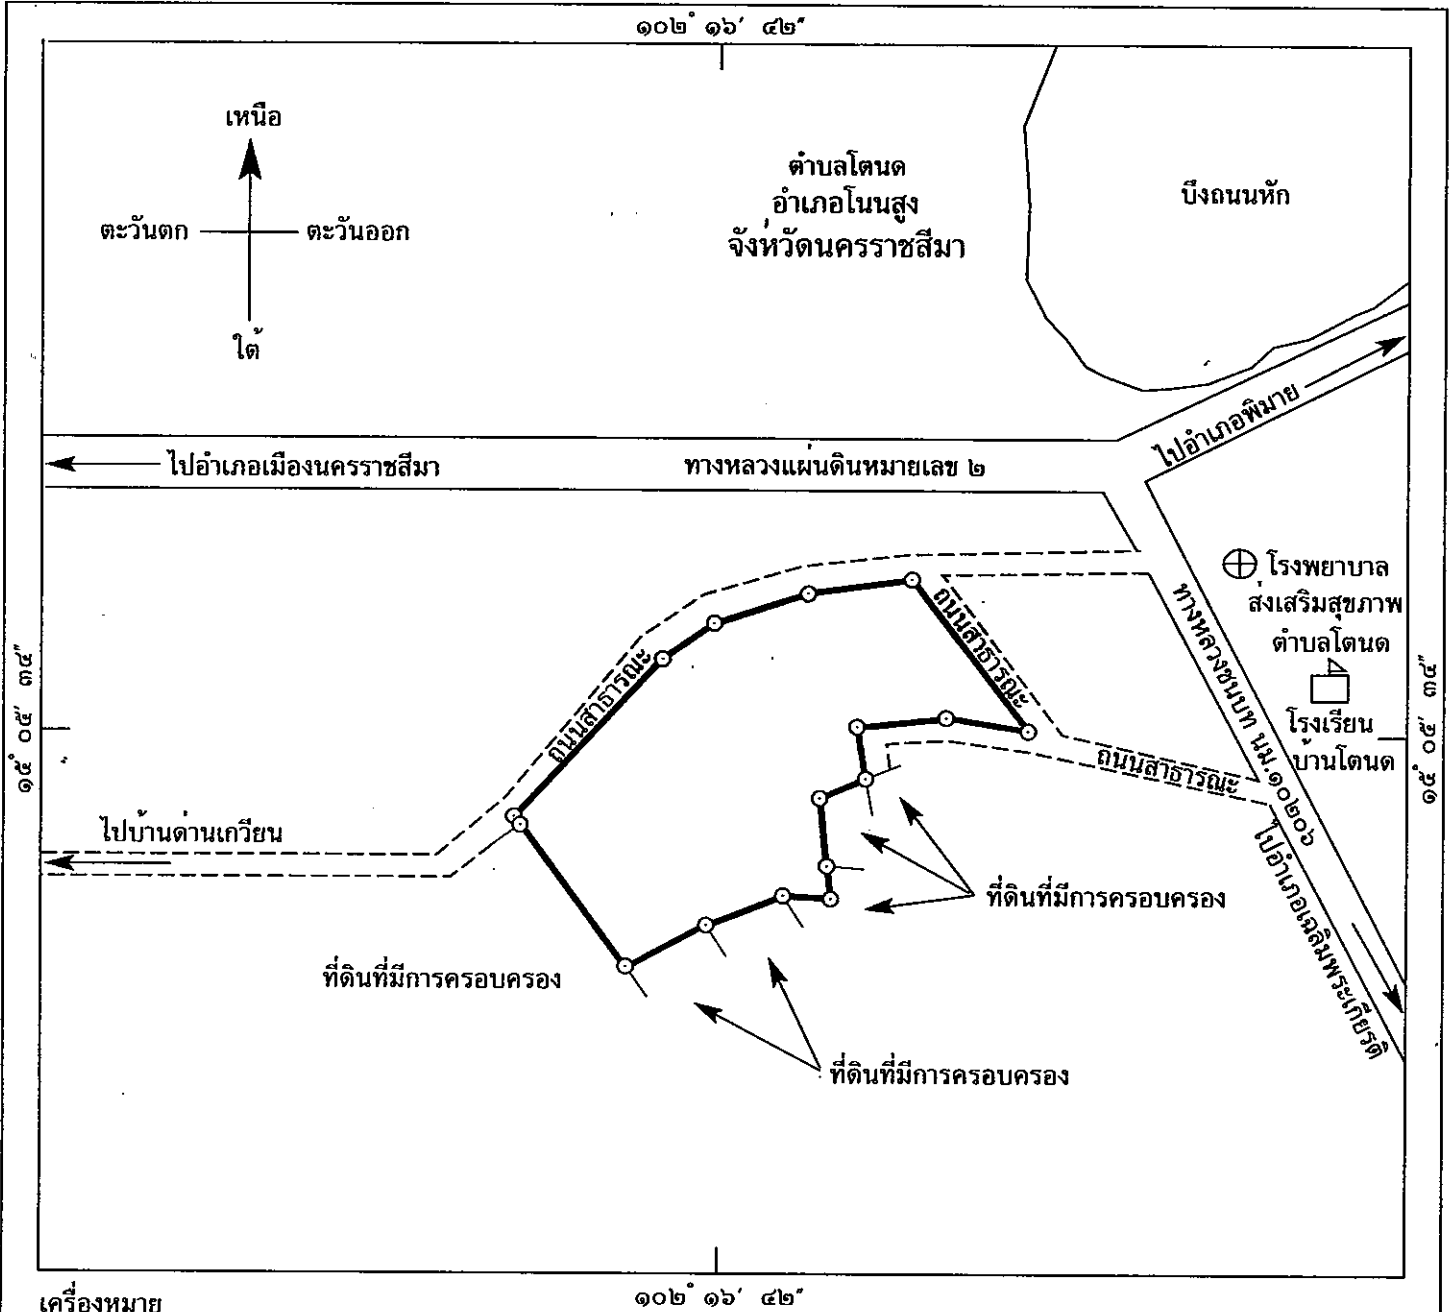 ๑๐๒° ๑๖′ ๔๒″
เหนือ
ตะวันตก
ตะวันออก
ใต้
ตำบลโตนด
อำเภอโนนสูง
จังหวัดนครราชสีมา
บึงถนนหัก
ไปอำเภอพิมาย
ไปอำเภอเมืองนครราชสีมา
ทางหลวงแผ่นดินหมายเลข ๒
โรงพยาบาล
ส่งเสริมสุขภาพ
ตำบลโตนด
โรงเรียน
บ้านโตนด
ทางหลวงชนบท นม.๑๐๒๐๖
ไปอำเภอเฉลิมพระเกียรติ
ถนนสาธารณะ
ถนนสาธารณะ
ถนนสาธารณะ
๑๕° ๐๕′ ๓๔″
๑๕° ๐๕′ ๓๔″
ไปบ้านด่านเกวียน
ที่ดินที่มีการครอบครอง
ที่ดินที่มีการครอบครอง
ที่ดินที่มีการครอบครอง
เครื่องหมาย
๑๐๒° ๑๖′ ๔๒″